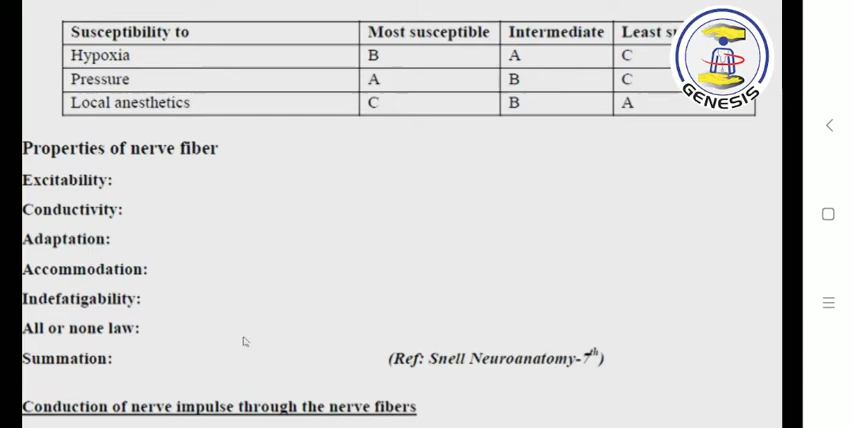 Susceptibility to Most susceptible Intermediate Least
Hypoxia B A C
Pressure A B C
Local anesthetics C B A
GENESIS
Properties of nerve fiber
Excitability:
Conductivity:
Adaptation:
Accommodation:
Indefatigability:
All or none law:
Summation: (Ref: Snell Neuroanatomy-7th)
Conduction of nerve impulse through the nerve fibers